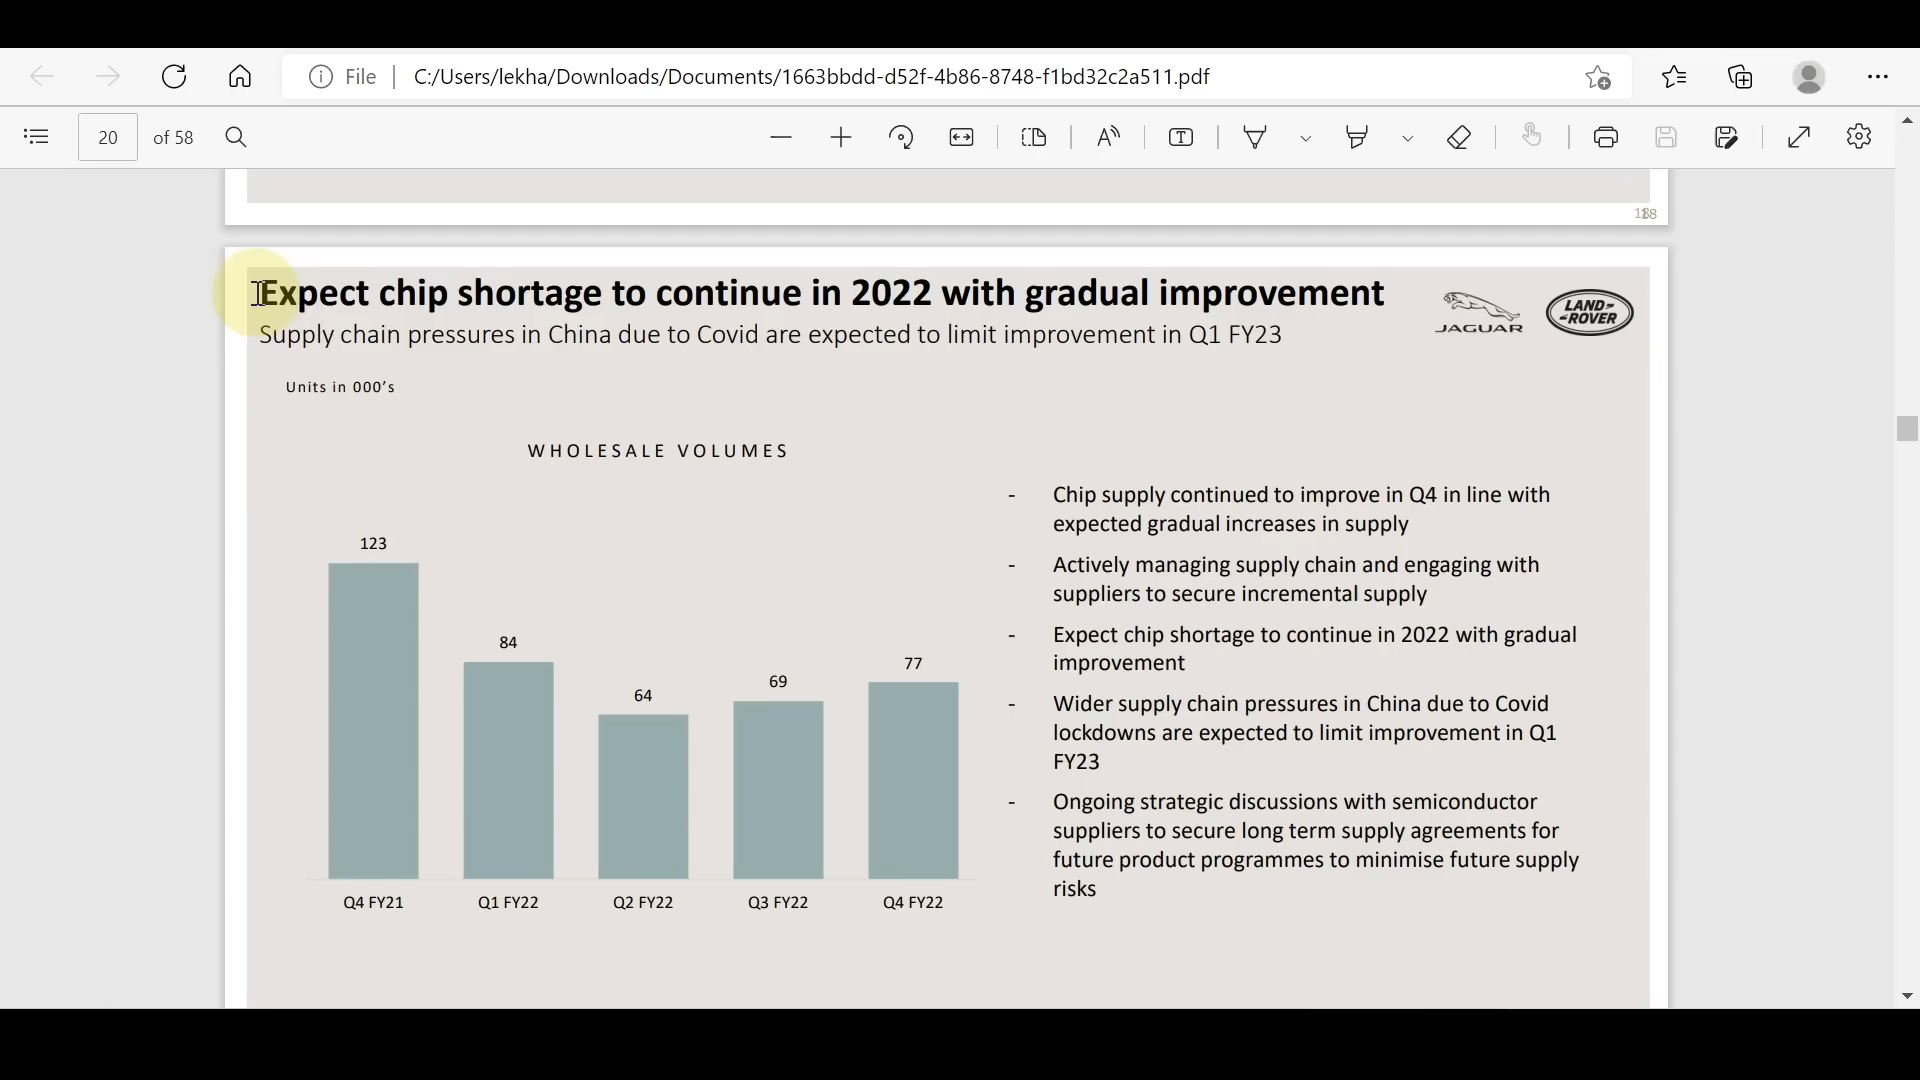 File
C:/Users/lekha/Downloads/Documents/1663bbdd-d52f-4b86-8748-f1bd32c2a511.pdf
20 of 58
Expect chip shortage to continue in 2022 with gradual improvement
Supply chain pressures in China due to Covid are expected to limit improvement in Q1 FY23
JAGUAR
LAND-
-ROVER
Units in 000's
WHOLESALE VOLUMES
123
84
64
69
77
Q4 FY21
Q1 FY22
Q2 FY22
Q3 FY22
Q4 FY22
- Chip supply continued to improve in Q4 in line with
expected gradual increases in supply
- Actively managing supply chain and engaging with
suppliers to secure incremental supply
- Expect chip shortage to continue in 2022 with gradual
improvement
- Wider supply chain pressures in China due to Covid
lockdowns are expected to limit improvement in Q1
FY23
- Ongoing strategic discussions with semiconductor
suppliers to secure long term supply agreements for
future product programmes to minimise future supply
risks